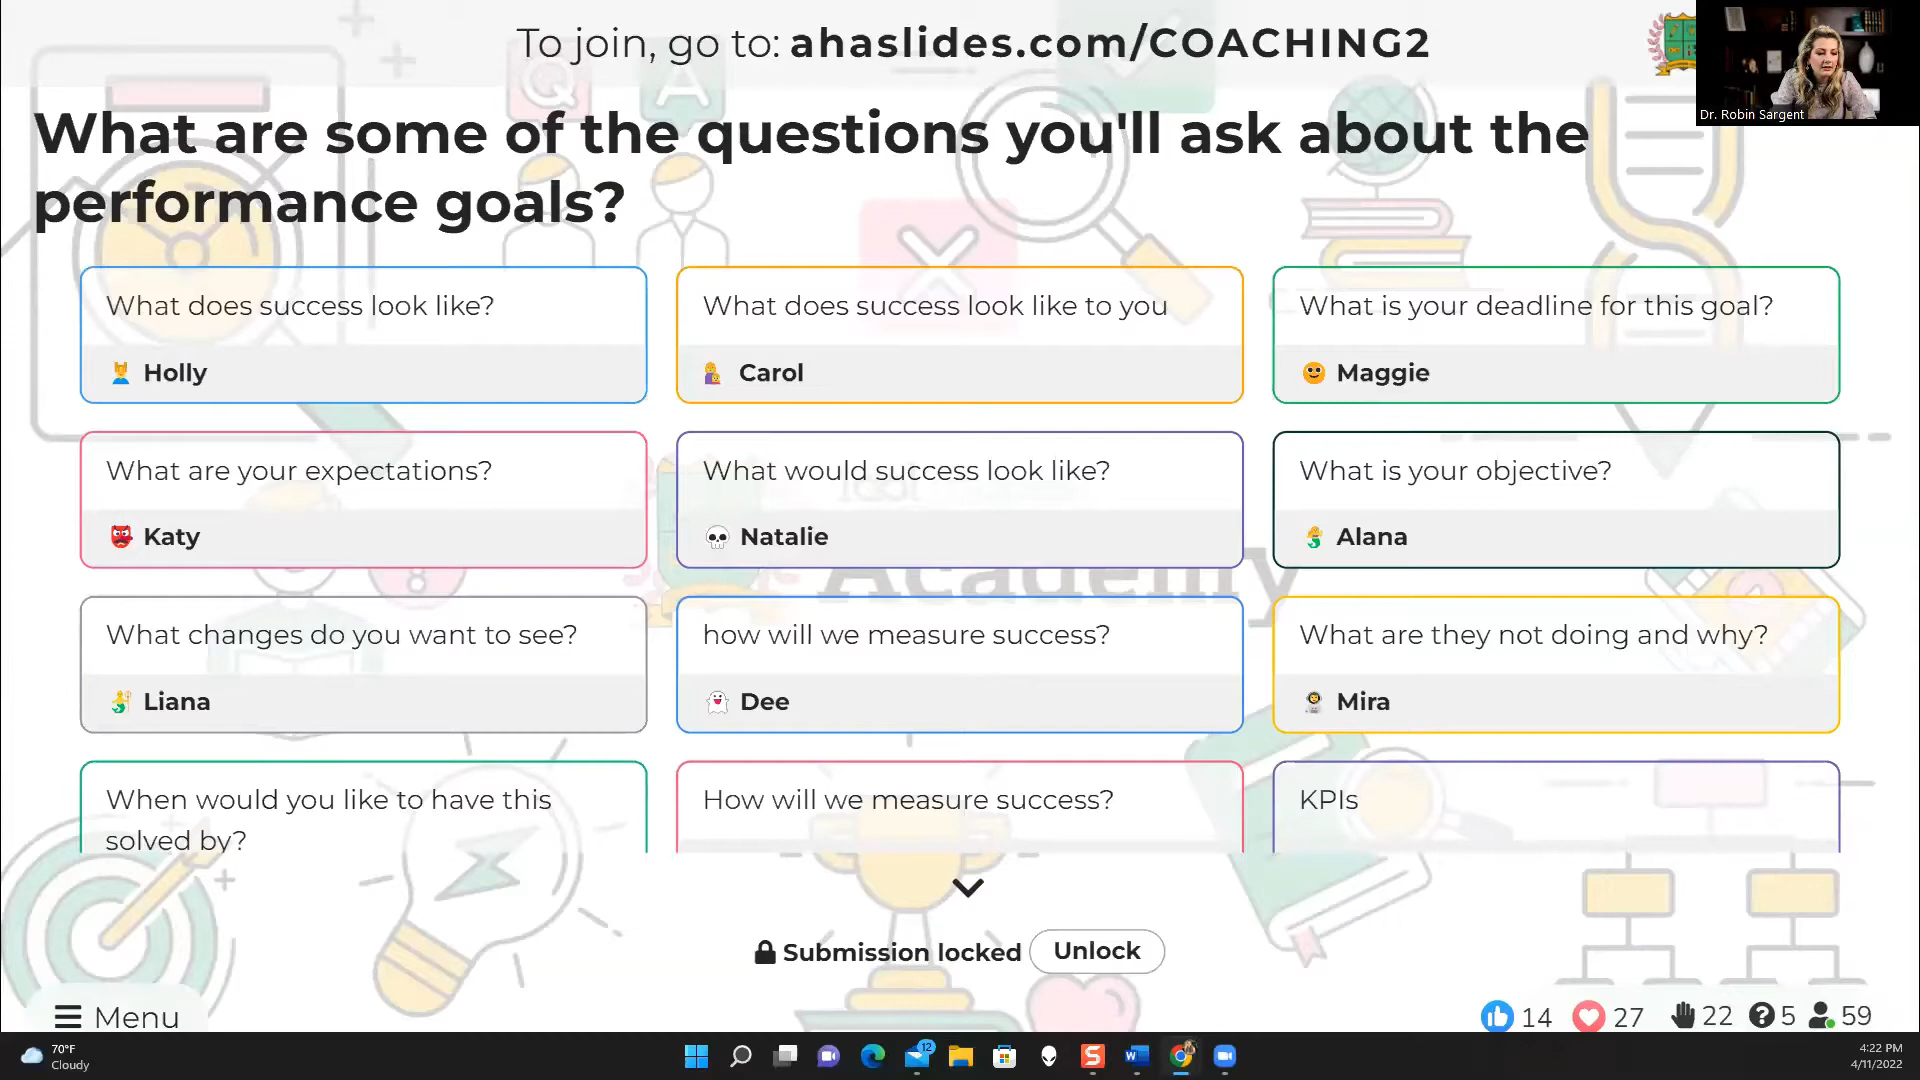 To join, go to: ahaslides.com/COACHING2
Dr. Robin Sargent
Q A
What are some of the questions you'll ask about the
performance goals?
What does success look like?
Holly
What does success look like to you
Carol
What is your deadline for this goal?
Maggie
What are your expectations?
Katy
What would success look like?
Natalie
What is your objective?
Alana
Academy
What changes do you want to see?
Liana
how will we measure success?
Dee
What are they not doing and why?
Mira
When would you like to have this
solved by?
How will we measure success?
KPIs
Submission locked Unlock
Menu
14 27 22 5 59
70°F
Cloudy
12
4:22 PM
4/11/2022